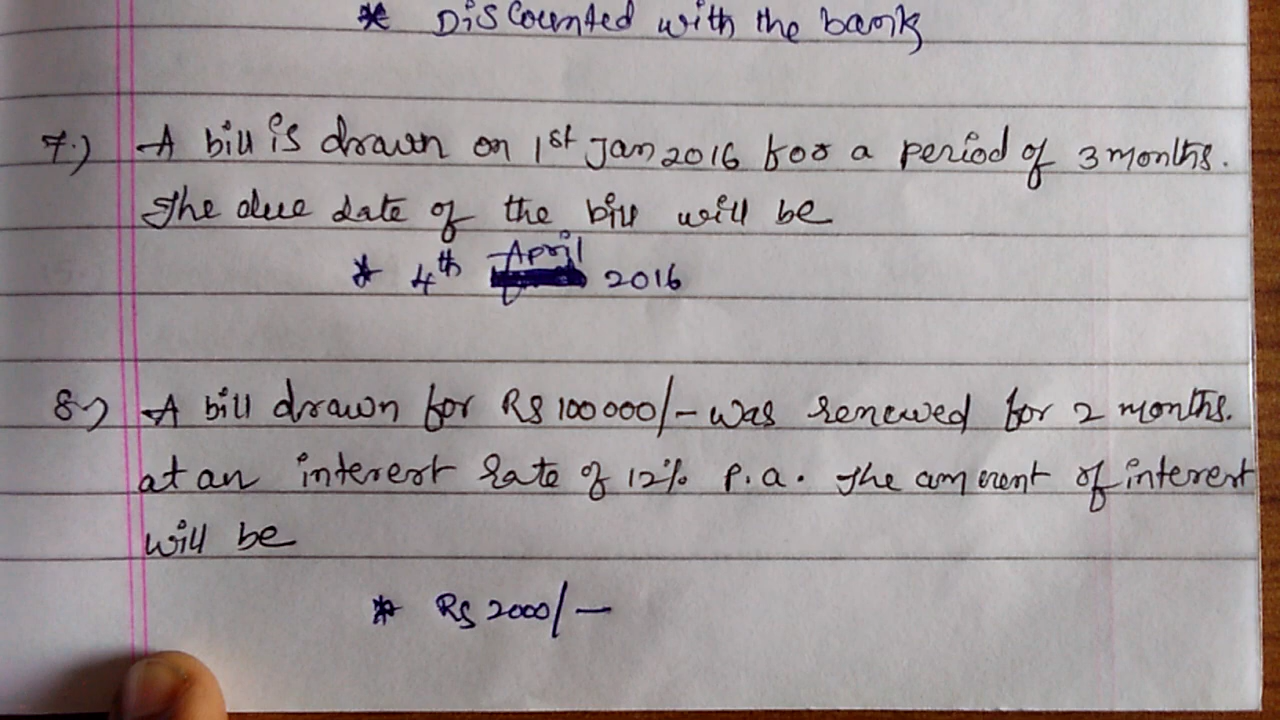 * Discounted with the bank
7.) A bill is drawn on 1st Jan 2016 for a period of 3 months.
The due date of the bill will be
* 4th April 2016
8.) A bill drawn for Rs 100000/- was renewed for 2 months.
at an interest rate of 12% p.a. The amount of interest
will be
* Rs 2000/-